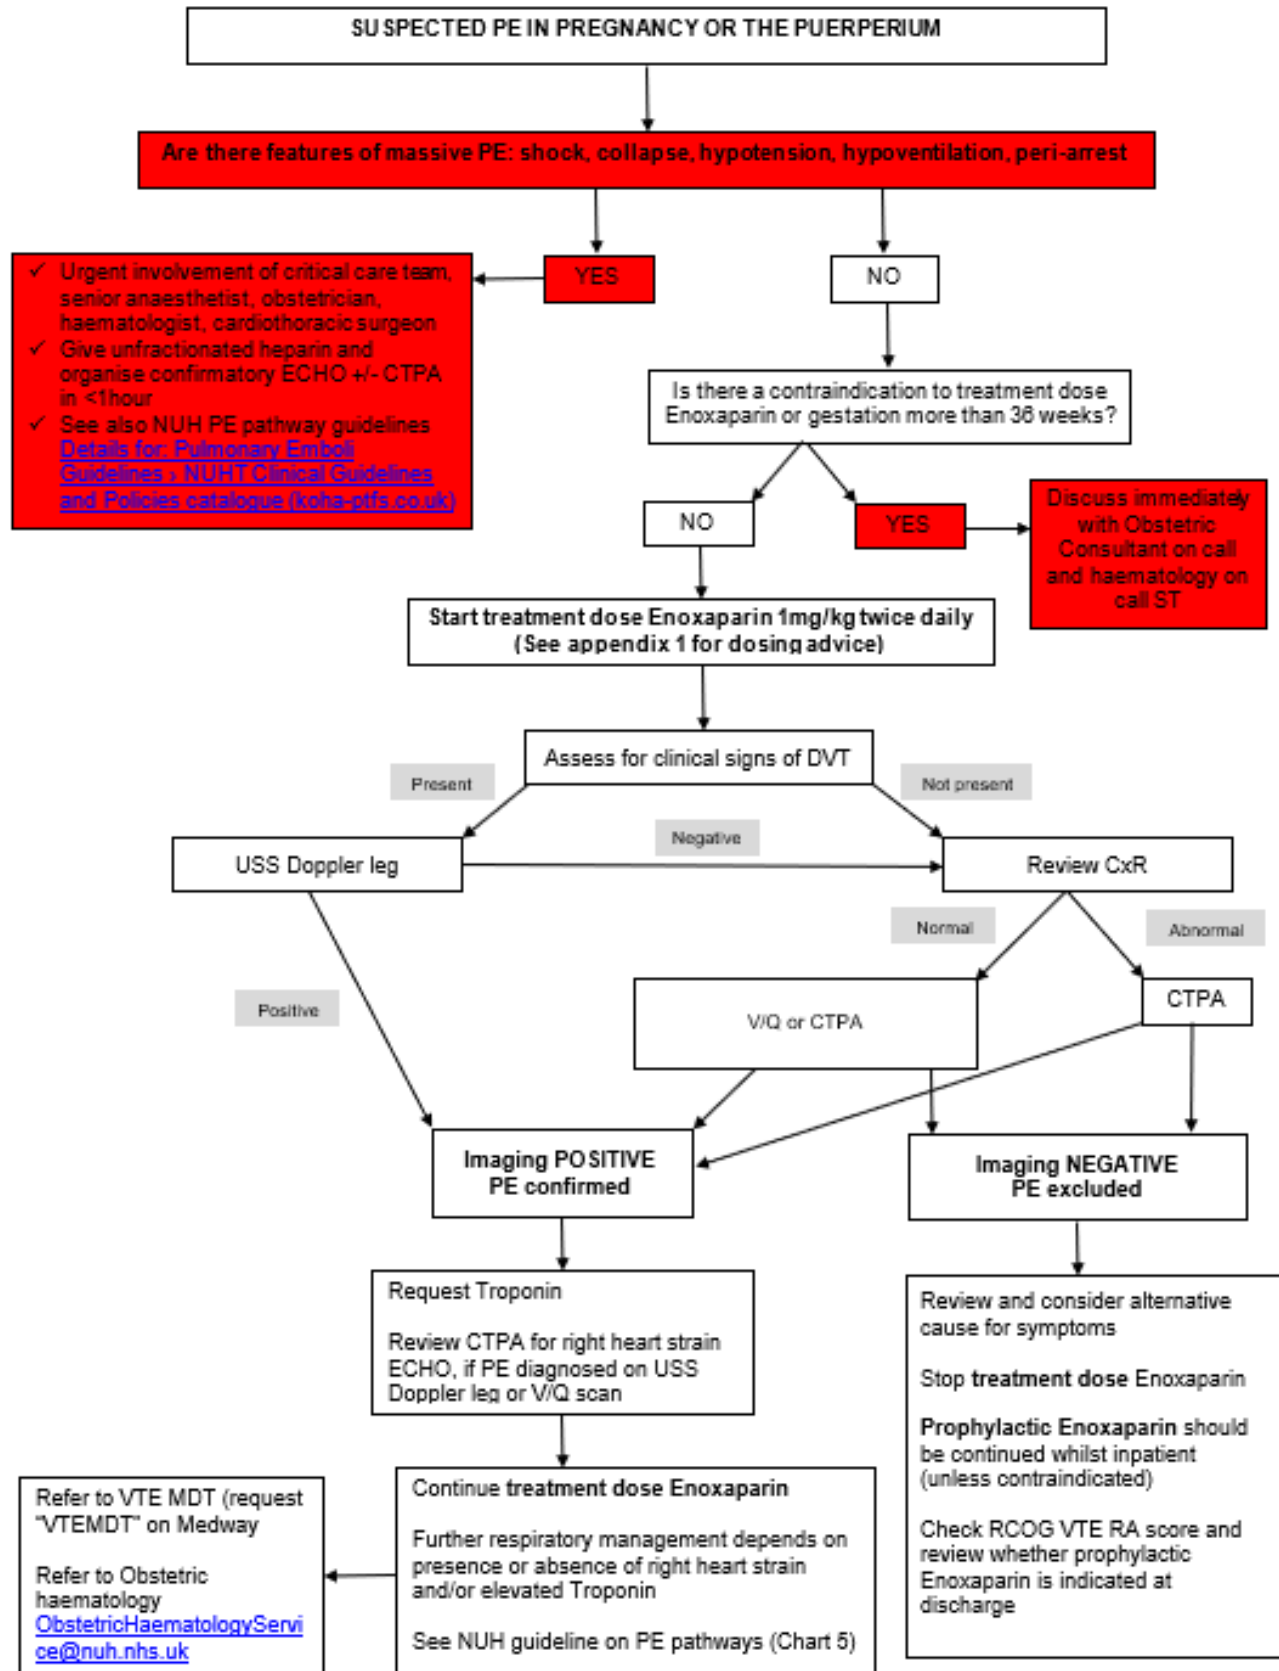 SUSPECTED PE IN PREGNANCY OR THE PUERPERIUM
Are there features of massive PE: shock, collapse, hypotension, hypoventilation, peri-arrest
YES
NO
✓ Urgent involvement of critical care team,
senior anaesthetist, obstetrician,
haematologist, cardiothoracic surgeon
✓ Give unfractionated heparin and
organise confirmatory ECHO +/- CTPA
in <1hour
✓ See also NUH PE pathway guidelines
Details for: Pulmonary Emboli
Guidelines › NUHT Clinical Guidelines
and Policies catalogue (koha-ptfs.co.uk)
Is there a contraindication to treatment dose
Enoxaparin or gestation more than 36 weeks?
NO
YES
Discuss immediately
with Obstetric
Consultant on call
and haematology on
call ST
Start treatment dose Enoxaparin 1mg/kg twice daily
(See appendix 1 for dosing advice)
Assess for clinical signs of DVT
Present
Not present
USS Doppler leg
Negative
Review CxR
Normal
Abnormal
Positive
V/Q or CTPA
CTPA
Imaging POSITIVE
PE confirmed
Imaging NEGATIVE
PE excluded
Request Troponin
Review CTPA for right heart strain
ECHO, if PE diagnosed on USS
Doppler leg or V/Q scan
Review and consider alternative
cause for symptoms
Stop treatment dose Enoxaparin
Prophylactic Enoxaparin should
be continued whilst inpatient
(unless contraindicated)
Check RCOG VTE RA score and
review whether prophylactic
Enoxaparin is indicated at
discharge
Continue treatment dose Enoxaparin
Further respiratory management depends on
presence or absence of right heart strain
and/or elevated Troponin
See NUH guideline on PE pathways (Chart 5)
Refer to VTE MDT (request
"VTEMDT" on Medway
Refer to Obstetric
haematology
ObstetricHaematologyServi
ce@nuh.nhs.uk